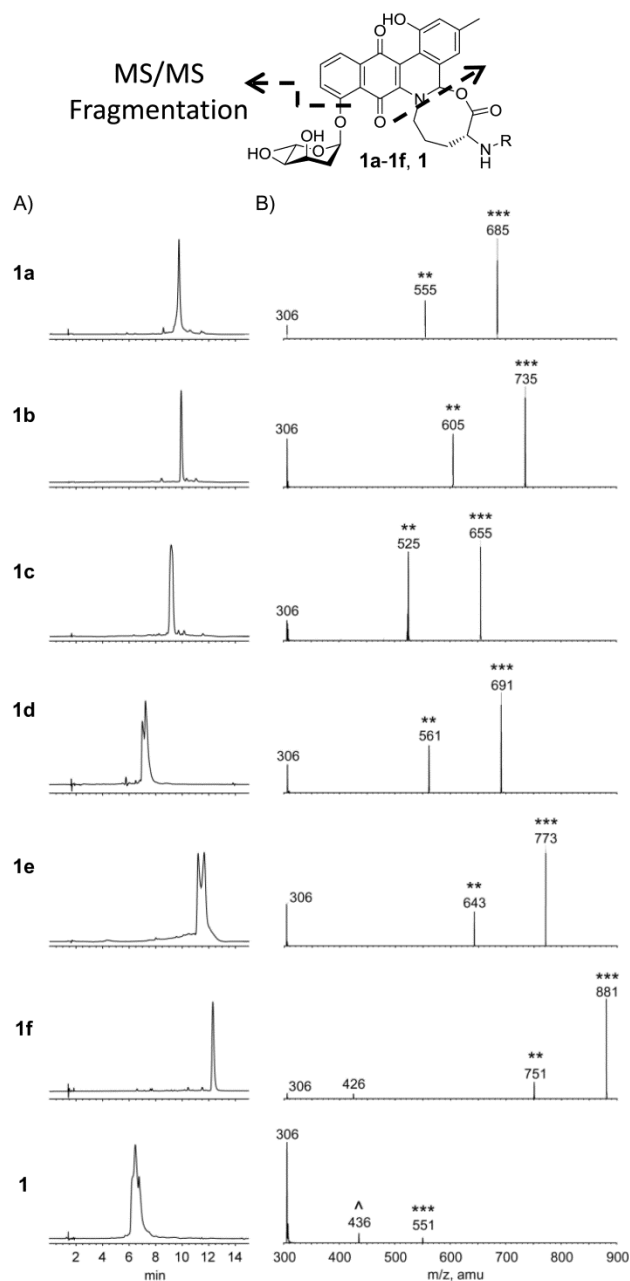 HO
O
MS/MS
Fragmentation
N
O
O
O
O
HO
HO
O
N
H
R
1a-1f, 1
A)
B)
1a
306
**
555
***
685
1b
306
**
605
***
735
1c
306
**
525
***
655
1d
306
**
561
***
691
1e
306
**
643
***
773
1f
306
426
**
751
***
881
1
306
^
436
***
551
2 4 6 8 10 12 14
min
300 400 500 600 700 800 900
m/z, amu